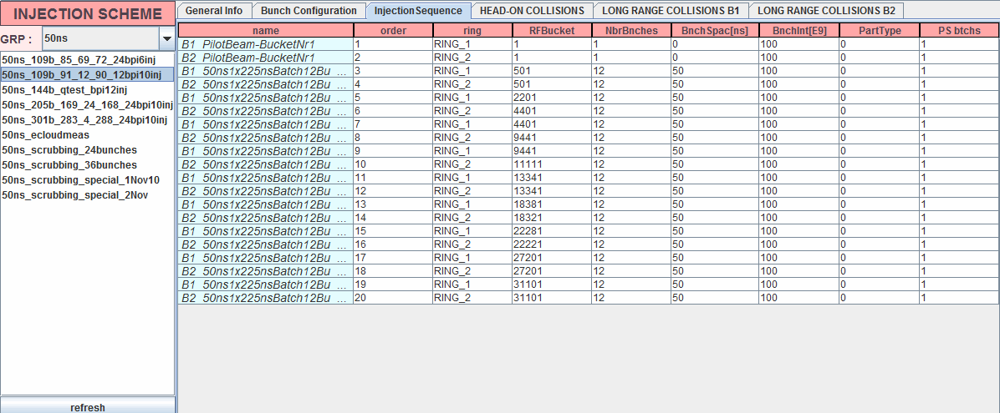 INJECTION SCHEME
GRP : 50ns
50ns_109b_85_69_72_24bpi6inj
50ns_109b_91_12_90_12bpi10inj
50ns_144b_qtest_bpi12inj
50ns_205b_169_24_168_24bpi10inj
50ns_301b_283_4_288_24bpi10inj
50ns_ecloudmeas
50ns_scrubbing_24bunches
50ns_scrubbing_36bunches
50ns_scrubbing_special_1Nov10
50ns_scrubbing_special_2Nov
refresh
General Info Bunch Configuration InjectionSequence HEAD-ON COLLISIONS LONG RANGE COLLISIONS B1 LONG RANGE COLLISIONS B2
name order ring RFBucket NbrBnches BnchSpac[ns] BnchInt[E9] PartType PS btchs
B1 PilotBeam-BucketNr1 1 RING_1 1 1 0 100 0 1
B2 PilotBeam-BucketNr1 2 RING_2 1 1 0 100 0 1
B1 50ns1x225nsBatch12Bu ... 3 RING_1 501 12 50 100 0 1
B2 50ns1x225nsBatch12Bu ... 4 RING_2 501 12 50 100 0 1
B1 50ns1x225nsBatch12Bu ... 5 RING_1 2201 12 50 100 0 1
B2 50ns1x225nsBatch12Bu ... 6 RING_2 4401 12 50 100 0 1
B1 50ns1x225nsBatch12Bu ... 7 RING_1 4401 12 50 100 0 1
B2 50ns1x225nsBatch12Bu ... 8 RING_2 9441 12 50 100 0 1
B1 50ns1x225nsBatch12Bu ... 9 RING_1 9441 12 50 100 0 1
B2 50ns1x225nsBatch12Bu ... 10 RING_2 11111 12 50 100 0 1
B1 50ns1x225nsBatch12Bu ... 11 RING_1 13341 12 50 100 0 1
B2 50ns1x225nsBatch12Bu ... 12 RING_2 13341 12 50 100 0 1
B1 50ns1x225nsBatch12Bu ... 13 RING_1 18381 12 50 100 0 1
B2 50ns1x225nsBatch12Bu ... 14 RING_2 18321 12 50 100 0 1
B1 50ns1x225nsBatch12Bu ... 15 RING_1 22281 12 50 100 0 1
B2 50ns1x225nsBatch12Bu ... 16 RING_2 22221 12 50 100 0 1
B1 50ns1x225nsBatch12Bu ... 17 RING_1 27201 12 50 100 0 1
B2 50ns1x225nsBatch12Bu ... 18 RING_2 27201 12 50 100 0 1
B1 50ns1x225nsBatch12Bu ... 19 RING_1 31101 12 50 100 0 1
B2 50ns1x225nsBatch12Bu ... 20 RING_2 31101 12 50 100 0 1